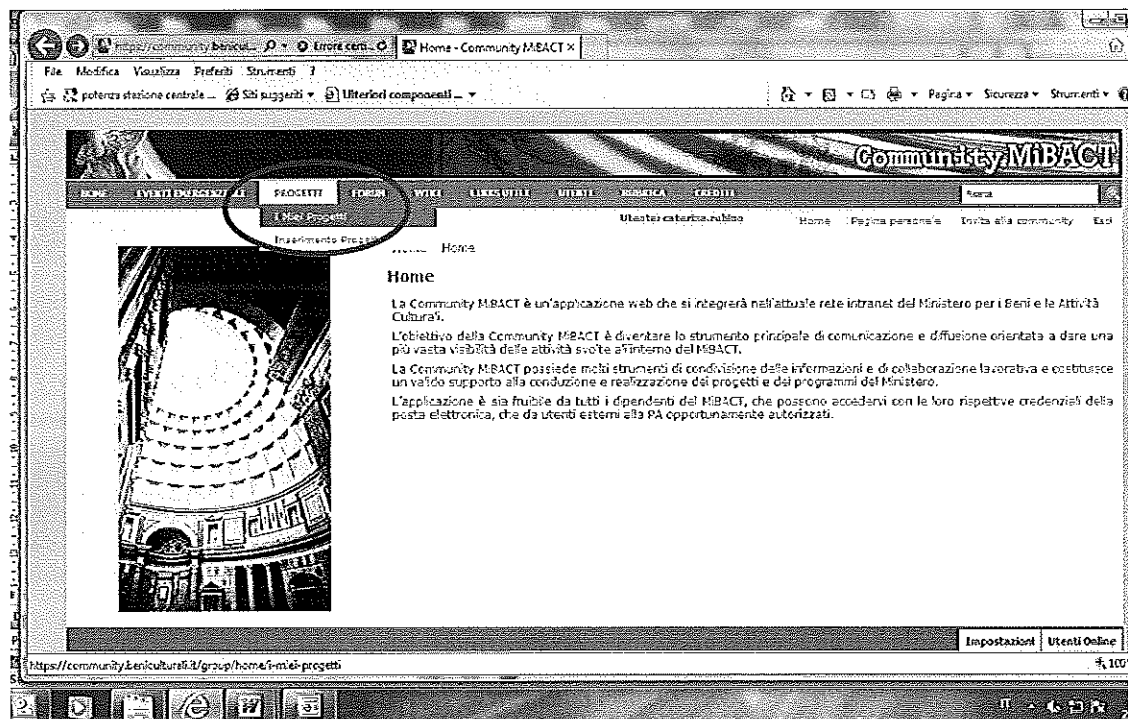 https://community.benicul... Errore certi... Home - Community MiBACT ×
File Modifica Visualizza Preferiti Strumenti ?
potenza stazione centrale ... Siti suggeriti Ulteriori componenti ... Pagina Sicurezza Strumenti
Community MiBACT
HOME EVENTI EMERGENZIALI PROGETTI FORUM WIKI LINKS UTILI UTENTI RUBRICA CREDITS
I Miei Progetti
Utente: caterina.rubino Home Pagina personale Invita alla community Esci
Inserimento Progetti
Home Home
Home
La Community MiBACT è un'applicazione web che si integrerà nell'attuale rete intranet del Ministero per i Beni e le Attività
Culturali.
L'obiettivo della Community MiBACT è diventare lo strumento principale di comunicazione e diffusione orientata a dare una
più vasta visibilità delle attività svolte all'interno del MiBACT.
La Community MiBACT possiede molti strumenti di condivisione delle informazioni e di collaborazione lavorativa e costituisce
un valido supporto alla conduzione e realizzazione dei progetti e dei programmi del Ministero.
L'applicazione è sia fruibile da tutti i dipendenti del MiBACT, che possono accedervi con le loro rispettive credenziali della
posta elettronica, che da utenti esterni alla PA opportunamente autorizzati.
Impostazioni Utenti Online
https://community.beniculturali.it/group/home/i-miei-progetti
IT